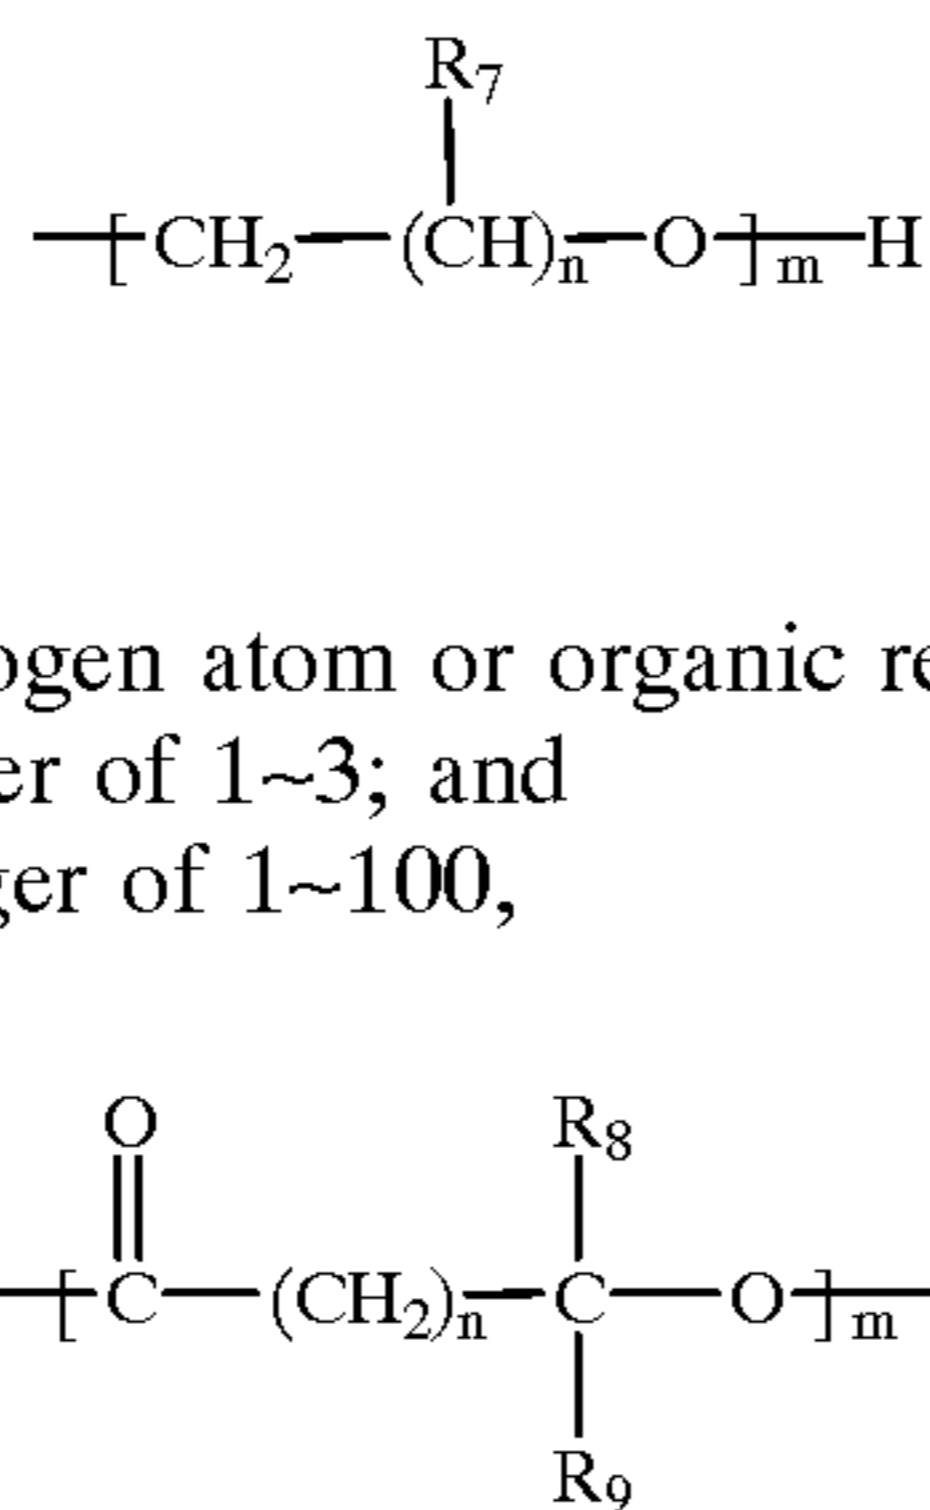 R7
[CH2—(CH)n—O]m—H
ogen atom or organic
er of 1~3; and
ger of 1~100,
O R8
[C—(CH2)n—C—O]m
R9